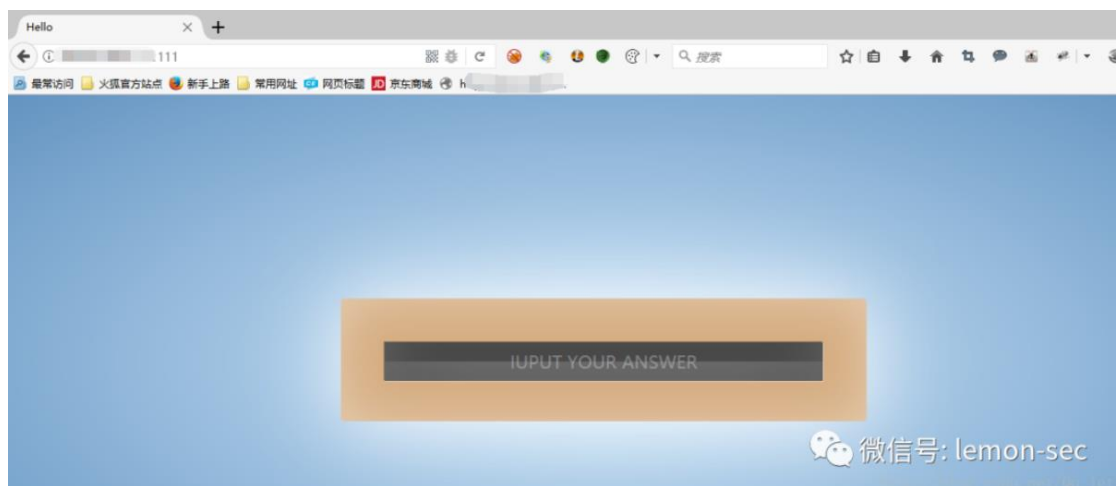 Hello
:111
搜索
最常访问 火狐官方站点 新手上路 常用网址 网页标题 JD 京东商城 h
IUPUT YOUR ANSWER
微信号: lemon-sec